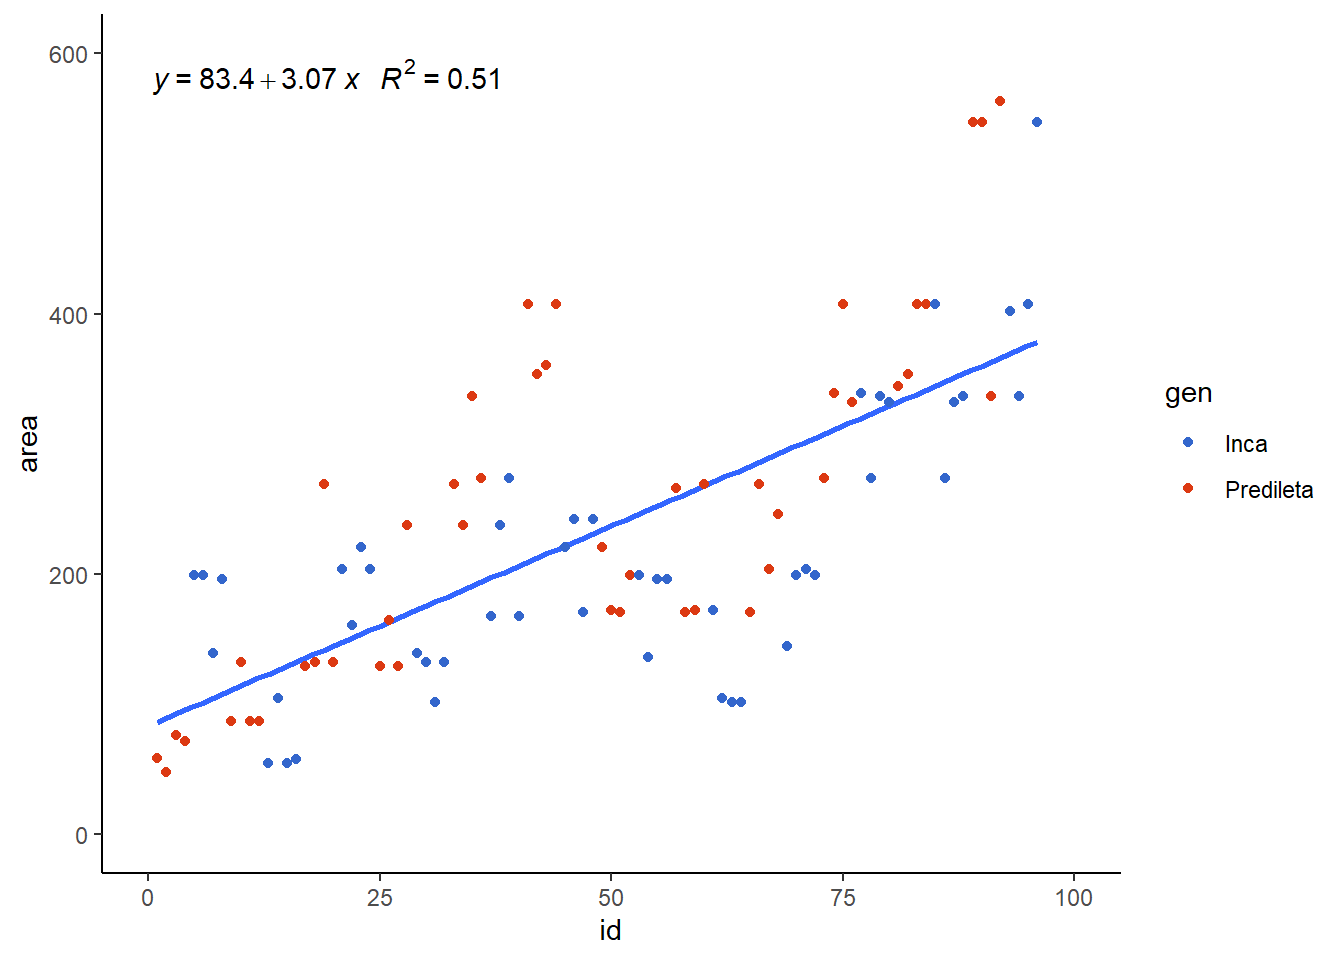 600
y = 83.4 + 3.07 x R² = 0.51
400
200
0
area
0 25 50 75 100
id
gen
Inca
Predileta